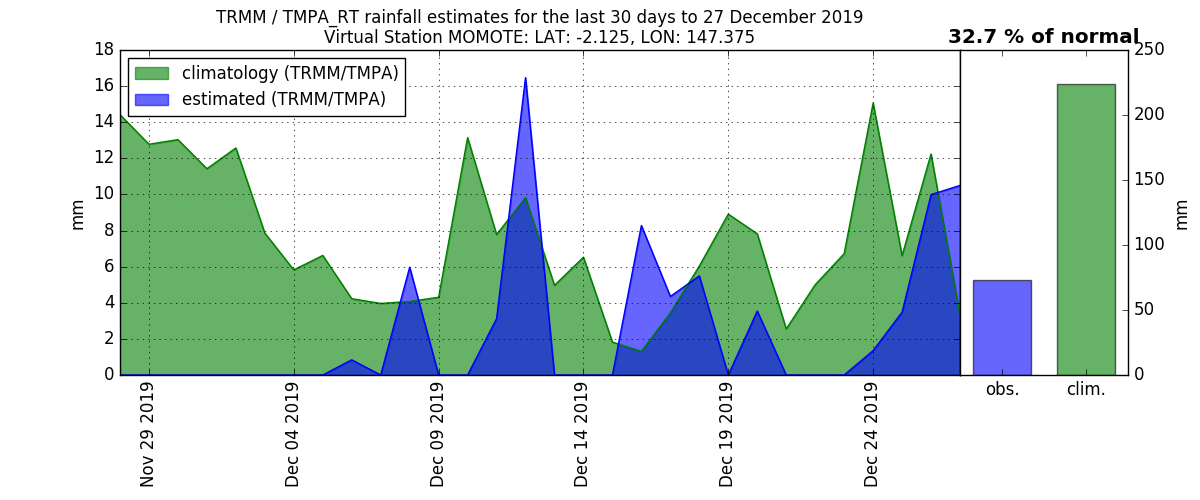 TRMM / TMPA_RT rainfall estimates for the last 30 days to 27 December 2019
Virtual Station MOMOTE: LAT: -2.125, LON: 147.375
32.7 % of normal
climatology (TRMM/TMPA)
estimated (TRMM/TMPA)
18
16
14
12
10
8
6
4
2
0
mm
250
200
150
100
50
0
mm
Nov 29 2019
Dec 04 2019
Dec 09 2019
Dec 14 2019
Dec 19 2019
Dec 24 2019
obs.
clim.